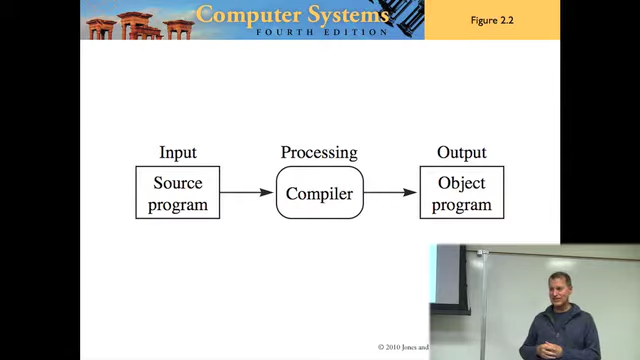 Computer Systems
FOURTH EDITION
Figure 2.2
Input
Processing
Output
Source
program
Compiler
Object
program
© 2010 Jones and